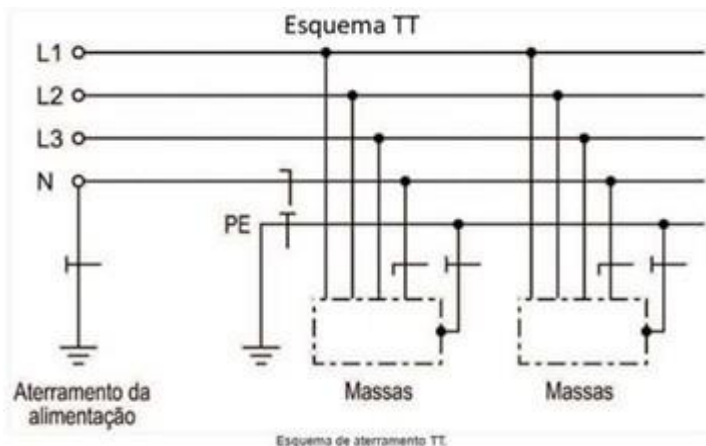 Esquema TT
L1
L2
L3
N
PE
Aterramento da
alimentação
Massas
Massas
Esquema de aterramento TT.